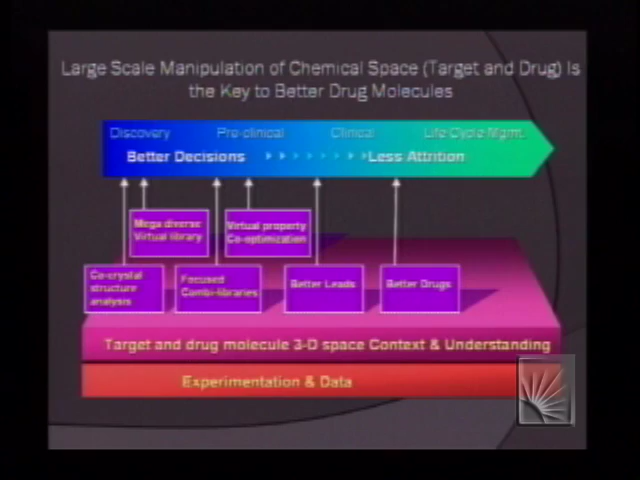 Large Scale Manipulation of Chemical Space (Target and Drug) Is
the Key to Better Drug Molecules
Discovery Pre-clinical Clinical Life Cycle Mgmt.
Better Decisions Less Attrition
Mega diverse
Virtual library
Virtual property
Co-optimization
Co-crystal
structure
analysis
Focused
Combi-libraries
Better Leads
Better Drugs
Target and drug molecule 3-D space Context & Understanding
Experimentation & Data